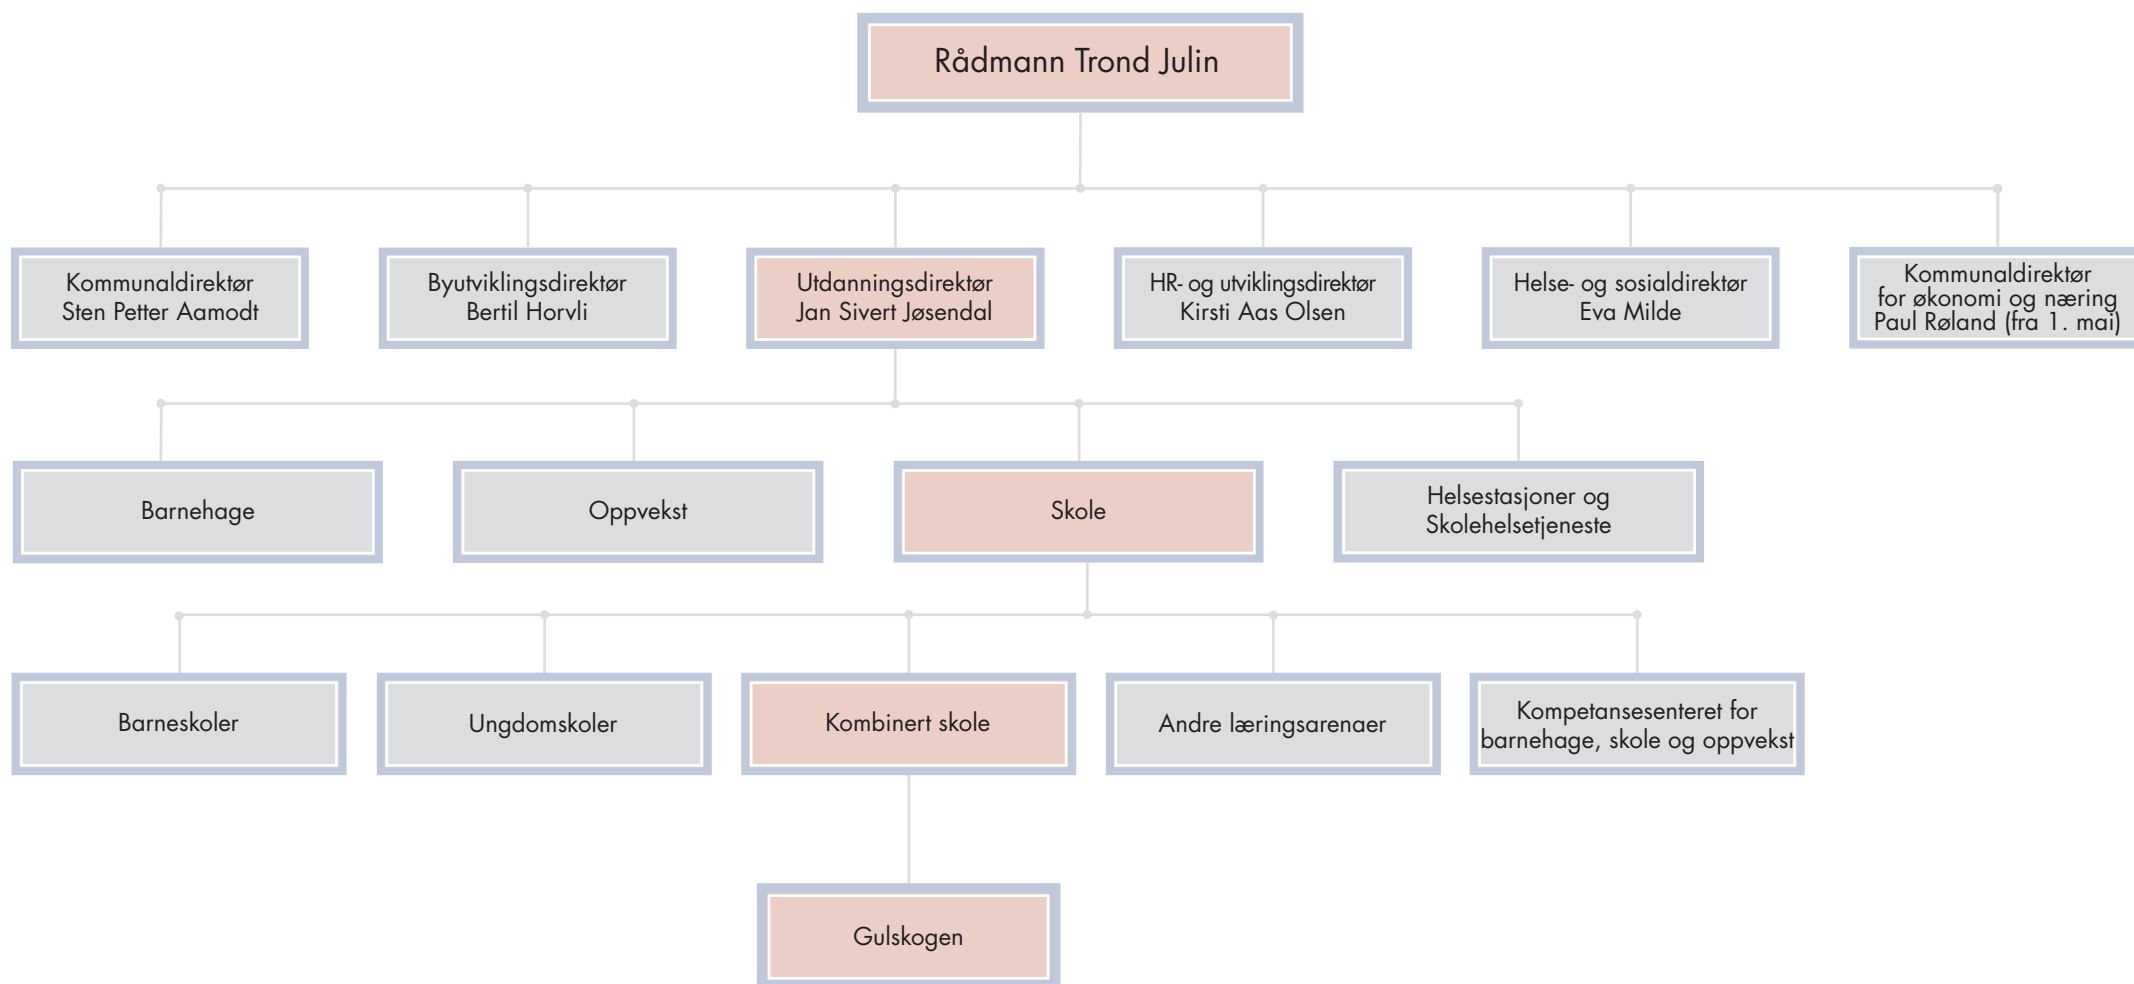 Rådmann Trond Julin
Kommunaldirektør
Sten Petter Aamodt
Byutviklingsdirektør
Bertil Horvli
Utdanningsdirektør
Jan Sivert Jøsendal
HR- og utviklingsdirektør
Kirsti Aas Olsen
Helse- og sosialdirektør
Eva Milde
Kommunaldirektør
for økonomi og næring
Paul Røland (fra 1. mai)
Barnehage
Oppvekst
Skole
Helsestasjoner og
Skolehelsetjeneste
Barneskoler
Ungdomskoler
Kombinert skole
Andre læringsarenaer
Kompetansesenteret for
barnehage, skole og oppvekst
Gulskogen